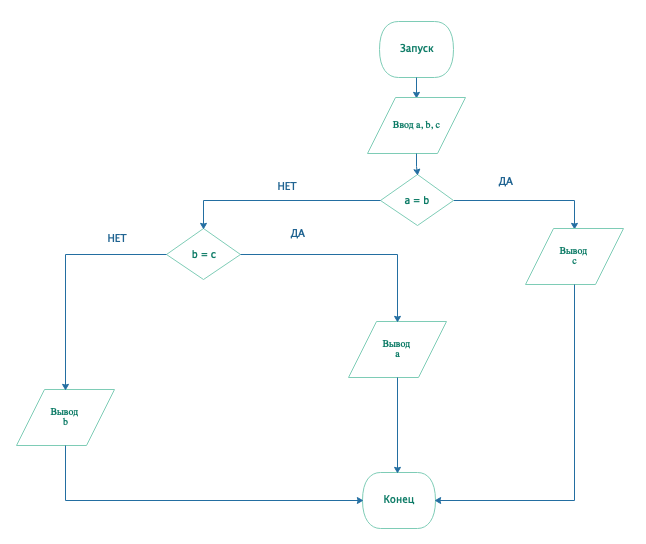 Запуск
Ввод a, b, c
ДА
НЕТ
a = b
НЕТ
ДА
b = c
Вывод
c
Вывод
a
Вывод
b
Конец